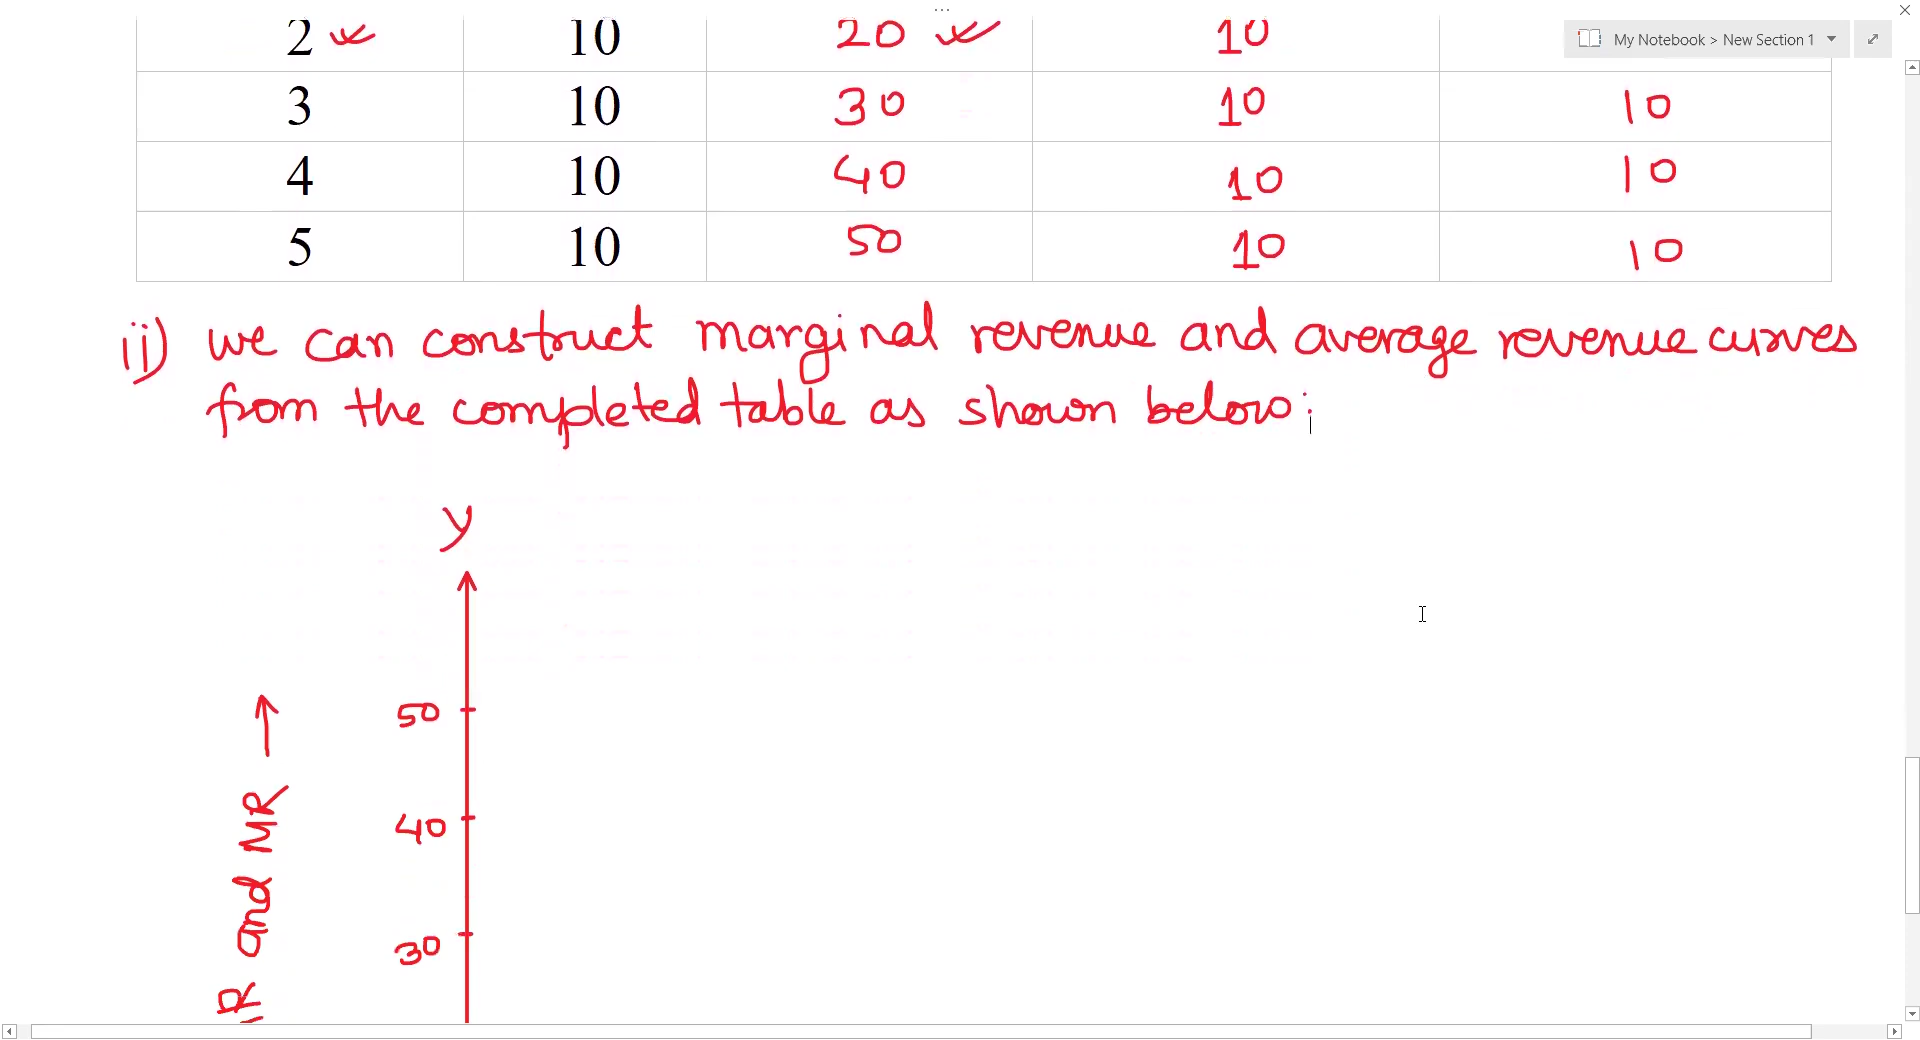 My Notebook > New Section 1
2 10 20 10
3 10 30 10 10
4 10 40 10 10
5 10 50 10 10
ii) we can construct marginal revenue and average revenue curves
from the completed table as shown below:
y
50
40
30
AR and MR